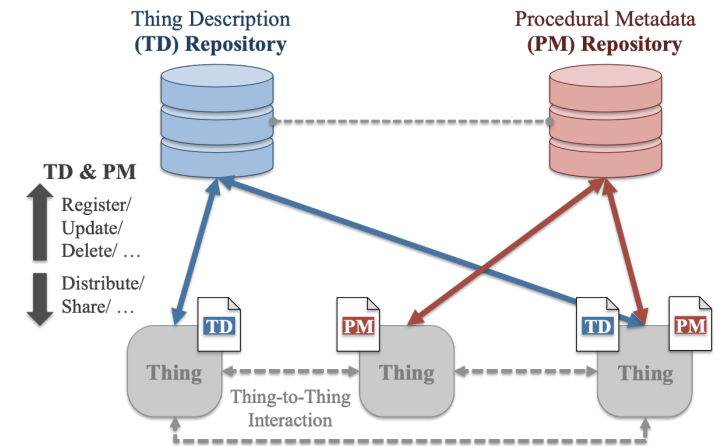 Thing Description
(TD) Repository
Procedural Metadata
(PM) Repository
TD & PM
Register/
Update/
Delete/ …
Distribute/
Share/ …
TD
PM
TD
PM
Thing
Thing
Thing
Thing-to-Thing
Interaction